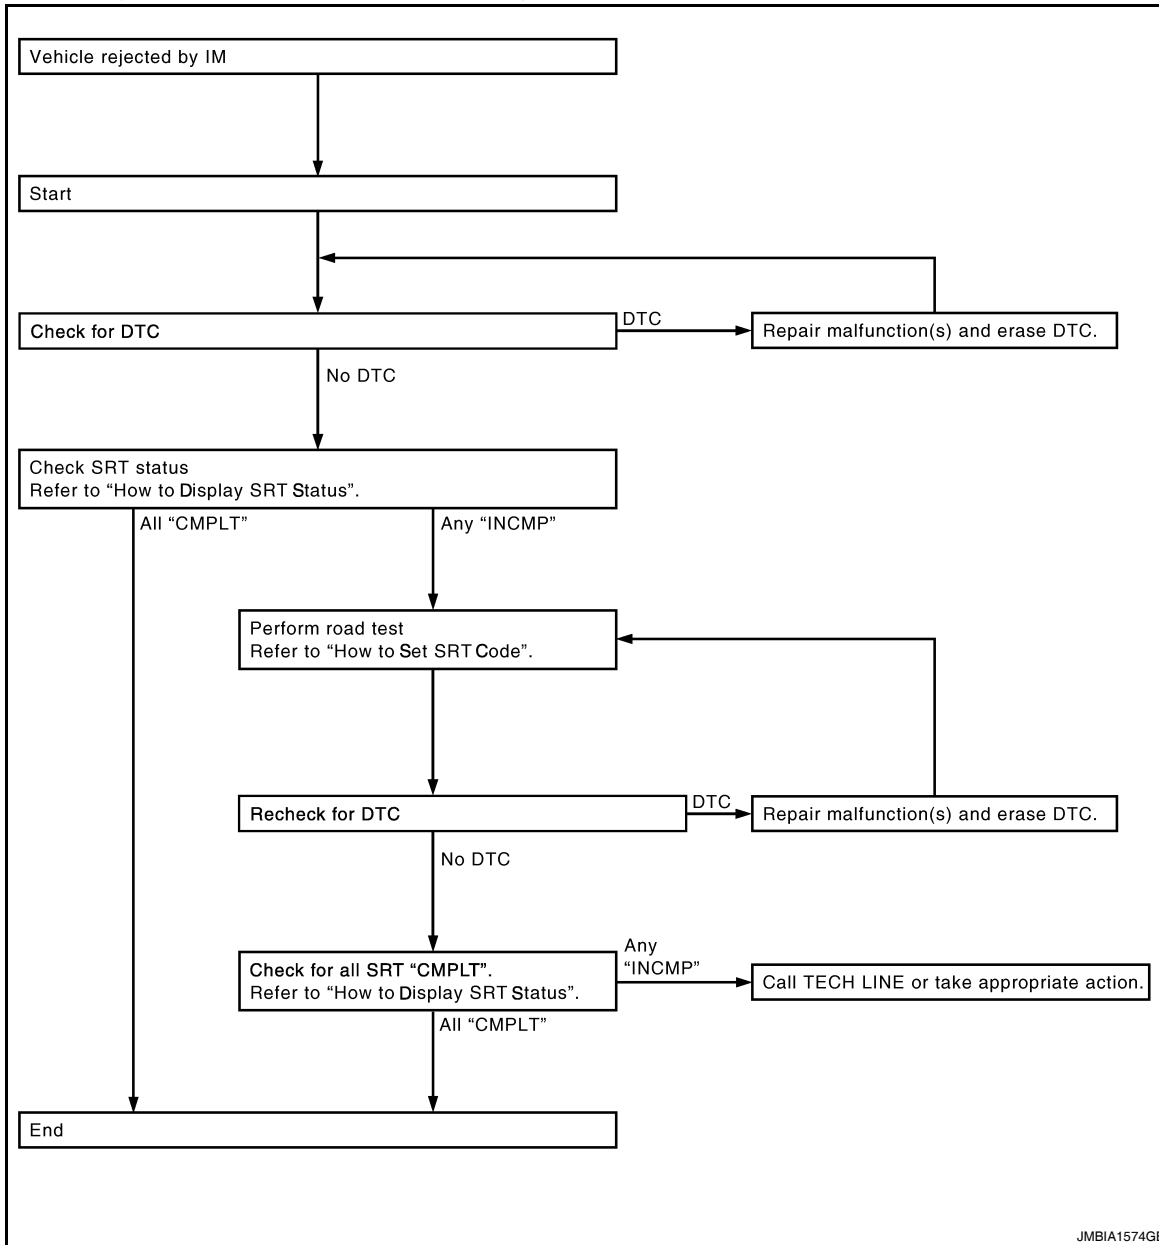 Vehicle rejected by IM
Start
Check for DTC
DTC
Repair malfunction(s) and erase DTC.
No DTC
Check SRT status
Refer to “How to Display SRT Status”.
All “CMPLT”
Any “INCMP”
Perform road test
Refer to “How to Set SRT Code”.
Recheck for DTC
DTC
Repair malfunction(s) and erase DTC.
No DTC
Check for all SRT “CMPLT”.
Refer to “How to Display SRT Status”.
Any
“INCMP”
Call TECH LINE or take appropriate action.
All “CMPLT”
End
JMBIA1574GB